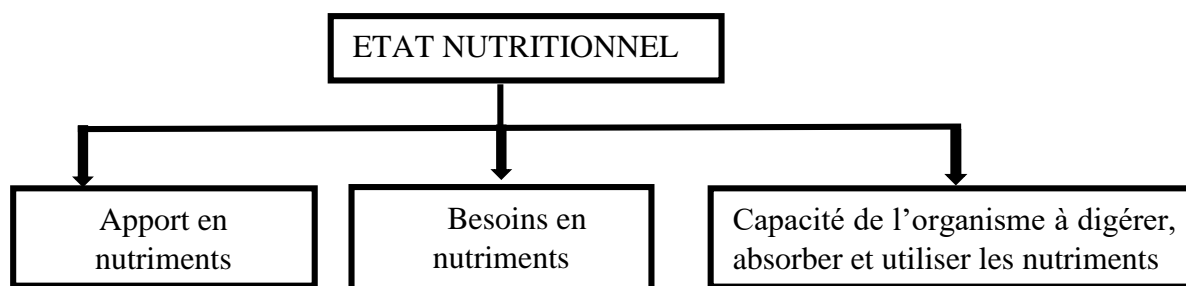 ETAT NUTRITIONNEL
Apport en
nutriments
Besoins en
nutriments
Capacité de l’organisme à digérer,
absorber et utiliser les nutriments